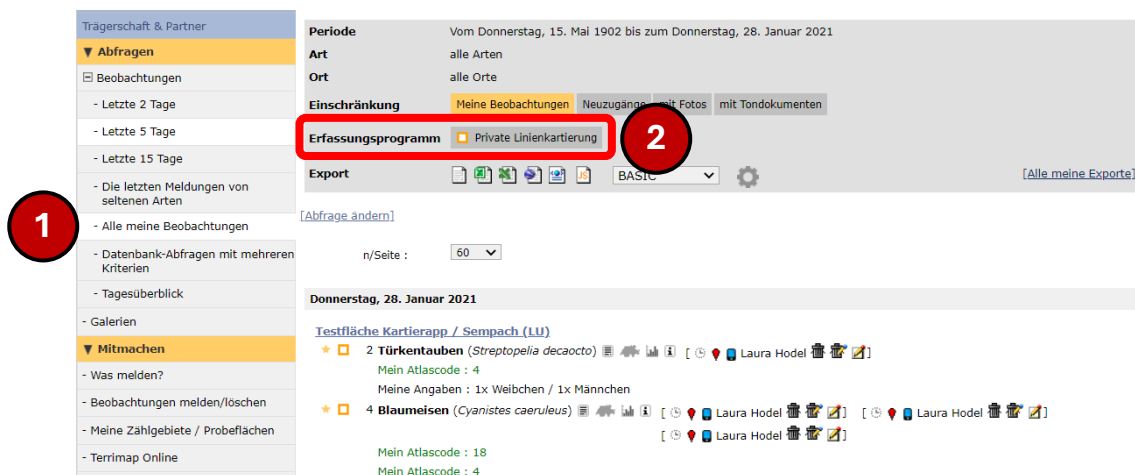 Trägerschaft & Partner
▼ Abfragen
Beobachtungen
- Letzte 2 Tage
- Letzte 5 Tage
- Letzte 15 Tage
- Die letzten Meldungen von
seltenen Arten
1
- Alle meine Beobachtungen
- Datenbank-Abfragen mit mehreren
Kriterien
- Tagesüberblick
- Galerien
▼ Mitmachen
- Was melden?
- Beobachtungen melden/löschen
- Meine Zählgebiete / Probeflächen
- Terrimap Online
Periode Vom Donnerstag, 15. Mai 1902 bis zum Donnerstag, 28. Januar 2021
Art alle Arten
Ort alle Orte
Einschränkung Meine Beobachtungen Neuzugänge mit Fotos mit Tondokumenten
Erfassungsprogramm Private Linienkartierung 2
Export BASIC [Alle meine Exporte]
[Abfrage ändern]
n/Seite : 60
Donnerstag, 28. Januar 2021
Testfläche Kartierapp / Sempach (LU)
2 Türkentauben (Streptopelia decaocto) [ Laura Hodel ]
Mein Atlascode : 4
Meine Angaben : 1x Weibchen / 1x Männchen
4 Blaumeisen (Cyanistes caeruleus) [ Laura Hodel ] [ Laura Hodel ]
[ Laura Hodel ]
Mein Atlascode : 18
Mein Atlascode : 4